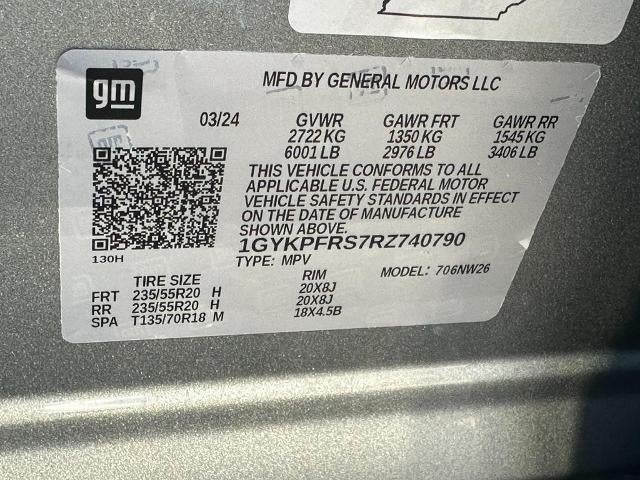 gm
MFD BY GENERAL MOTORS LLC
03/24 GVWR GAWR FRT GAWR RR
2722 KG 1350 KG 1545 KG
6001 LB 2976 LB 3406 LB
THIS VEHICLE CONFORMS TO ALL
APPLICABLE U.S. FEDERAL MOTOR
VEHICLE SAFETY STANDARDS IN EFFECT
ON THE DATE OF MANUFACTURE
SHOWN ABOVE.
1GYKPFRS7RZ740790
130H
TYPE: MPV MODEL: 706NW26
TIRE SIZE RIM
FRT 235/55R20 H 20X8J
RR 235/55R20 H 20X8J
SPA T135/70R18 M 18X4.5B